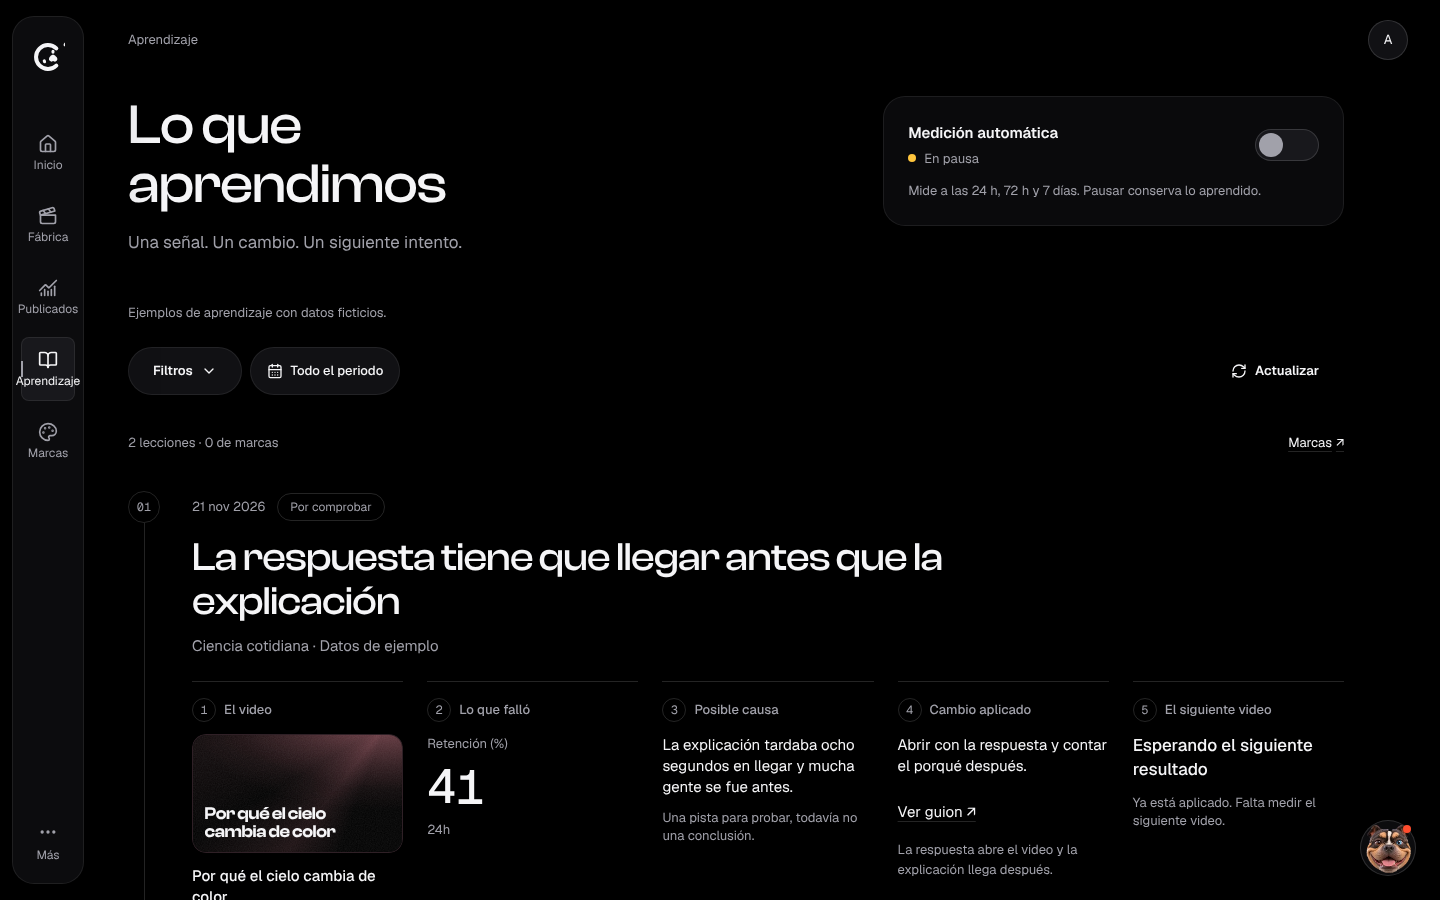 Aprendizaje
A
Inicio
Fábrica
Publicados
Aprendizaje
Marcas
Más
Lo que
aprendimos
Una señal. Un cambio. Un siguiente intento.
Medición automática
En pausa
Mide a las 24 h, 72 h y 7 días. Pausar conserva lo aprendido.
Ejemplos de aprendizaje con datos ficticios.
Filtros
Todo el periodo
Actualizar
2 lecciones · 0 de marcas
Marcas ↗
01
21 nov 2026
Por comprobar
La respuesta tiene que llegar antes que la
explicación
Ciencia cotidiana · Datos de ejemplo
1 El video
Por qué el cielo
cambia de color
Por qué el cielo cambia de
color
2 Lo que falló
Retención (%)
41
24h
3 Posible causa
La explicación tardaba ocho
segundos en llegar y mucha
gente se fue antes.
Una pista para probar, todavía no
una conclusión.
4 Cambio aplicado
Abrir con la respuesta y contar
el porqué después.
Ver guion ↗
La respuesta abre el video y la
explicación llega después.
5 El siguiente video
Esperando el siguiente
resultado
Ya está aplicado. Falta medir el
siguiente video.